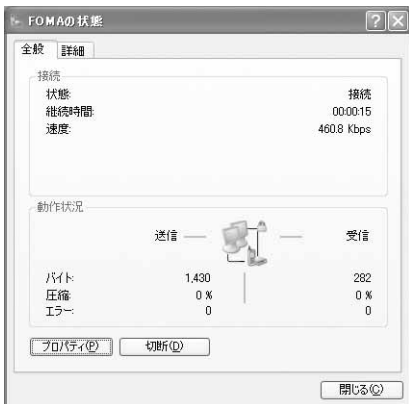 FOMAの状態
全般 詳細
接続
状態: 接続
継続時間: 00:00:15
速度: 460.8 Kbps
動作状況
送信 — — 受信
バイト: 1,430 282
圧縮: 0 % 0 %
エラー: 0 0
プロパティ(P) 切断(D)
閉じる(C)